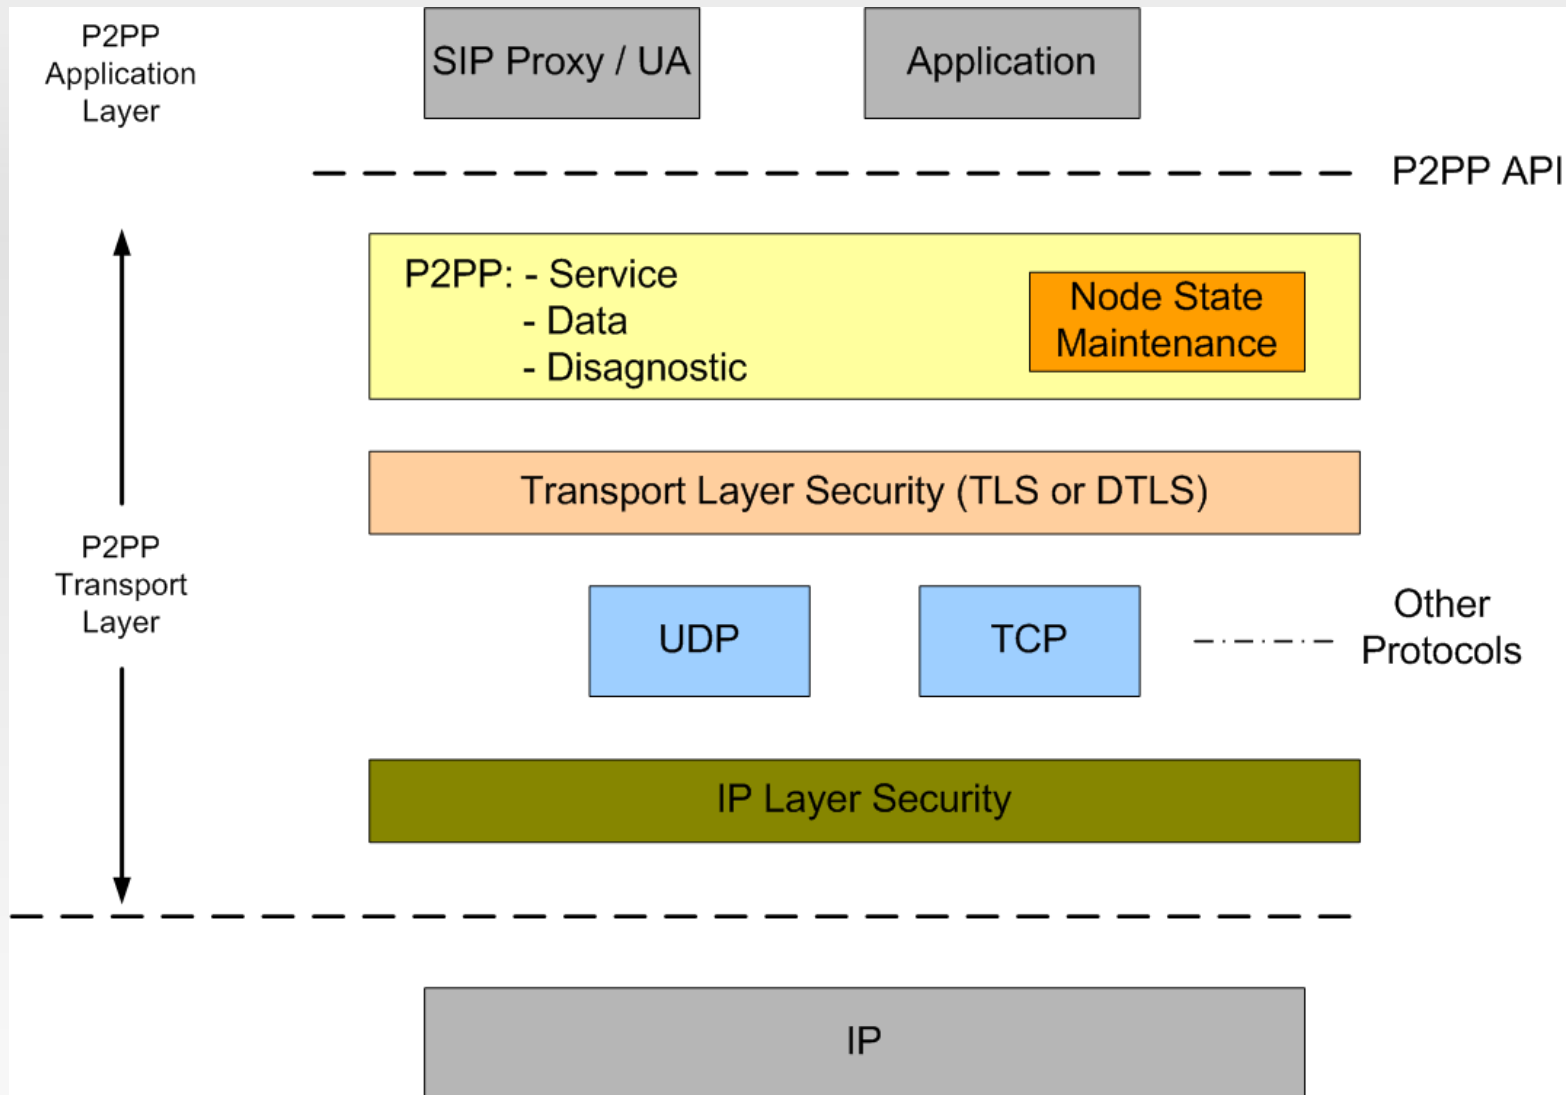 P2PP
Application
Layer
SIP Proxy / UA
Application
P2PP API
P2PP: - Service
- Data
- Disagnostic
Node State
Maintenance
Transport Layer Security (TLS or DTLS)
P2PP
Transport
Layer
UDP
TCP
Other
Protocols
IP Layer Security
IP